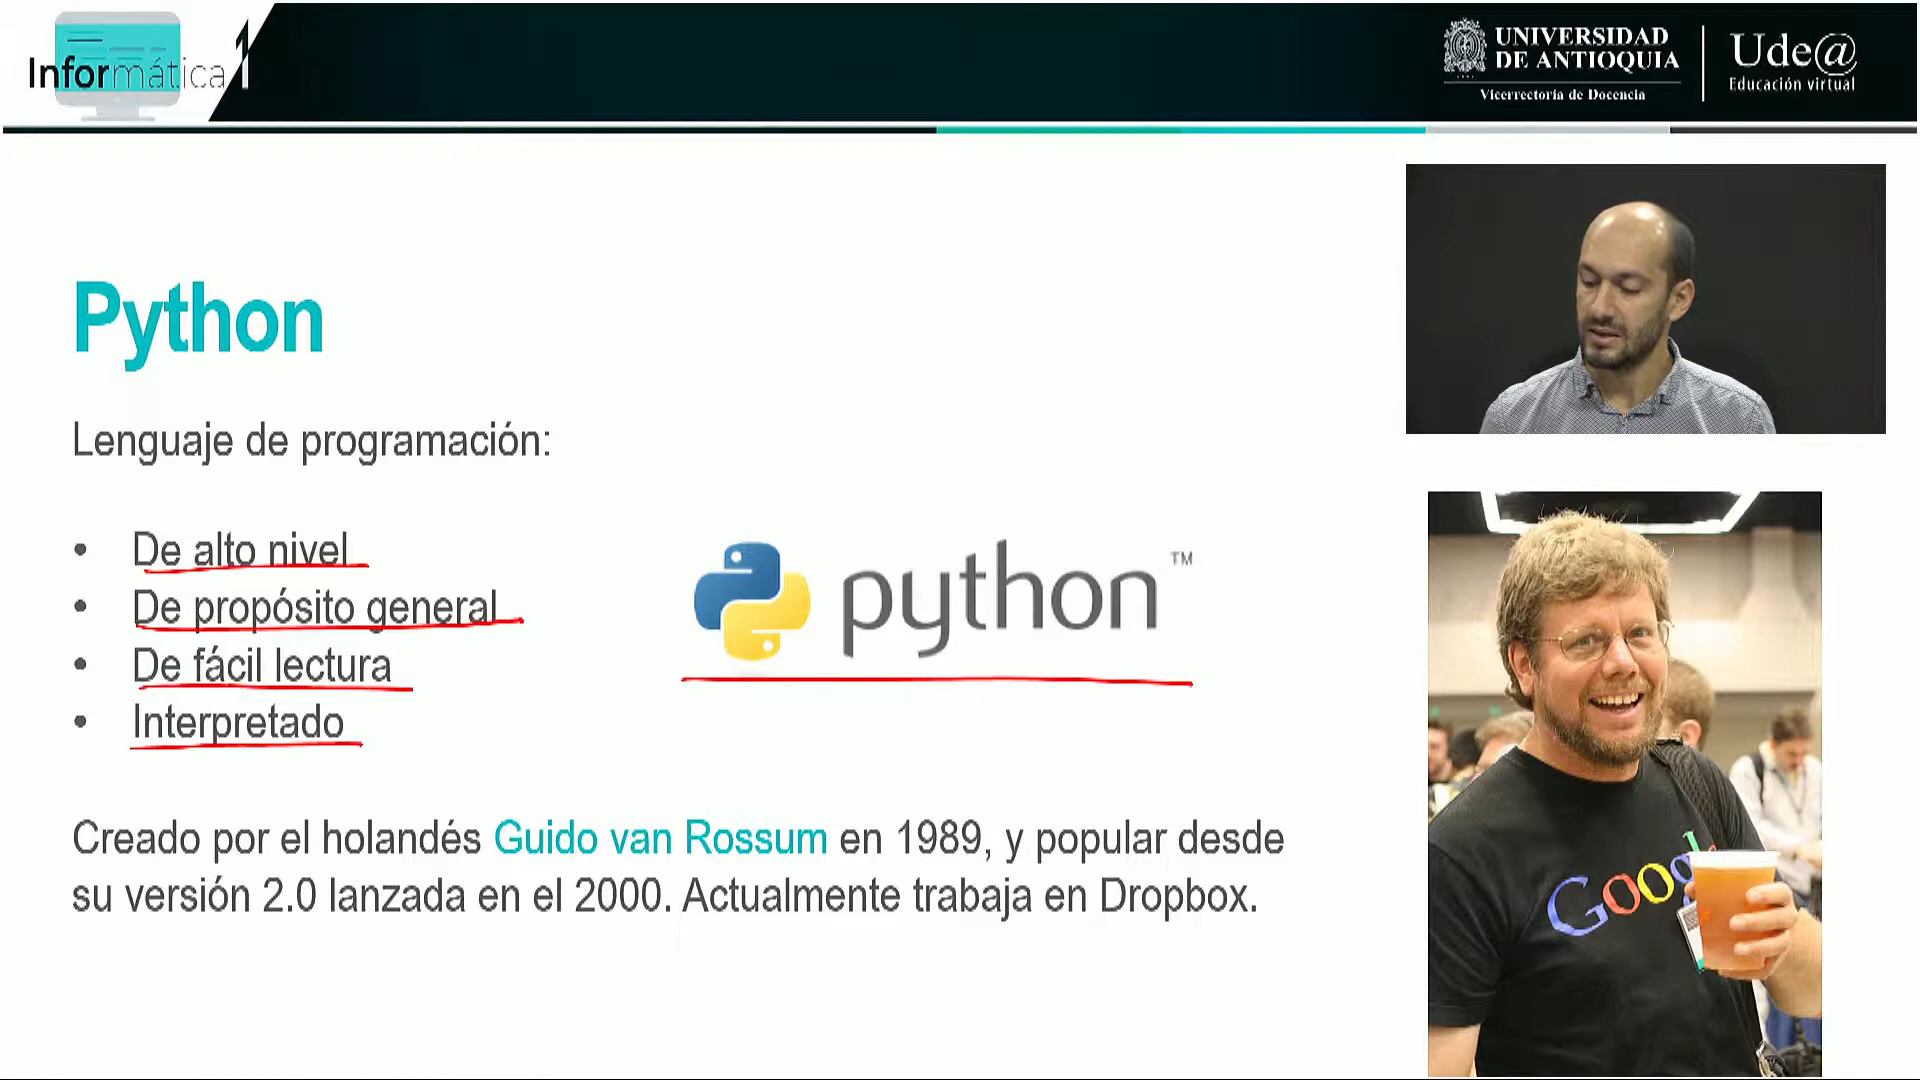 Informática 1
UNIVERSIDAD
DE ANTIOQUIA
Vicerrectoría de Docencia
Ude@
Educación virtual
Python
Lenguaje de programación:
• De alto nivel
• De propósito general
• De fácil lectura
• Interpretado
python™
Creado por el holandés Guido van Rossum en 1989, y popular desde
su versión 2.0 lanzada en el 2000. Actualmente trabaja en Dropbox.
Googl